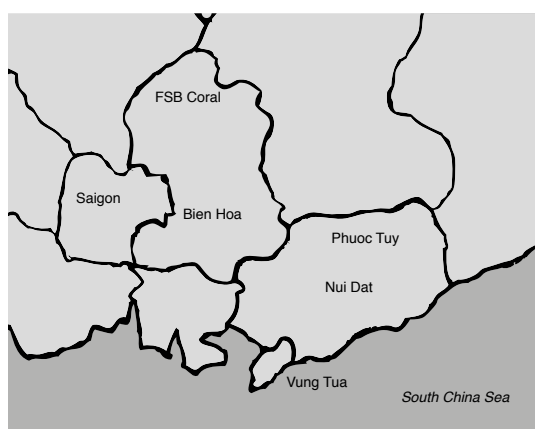 FSB Coral
Saigon
Bien Hoa
Phuoc Tuy
Nui Dat
Vung Tua
South China Sea